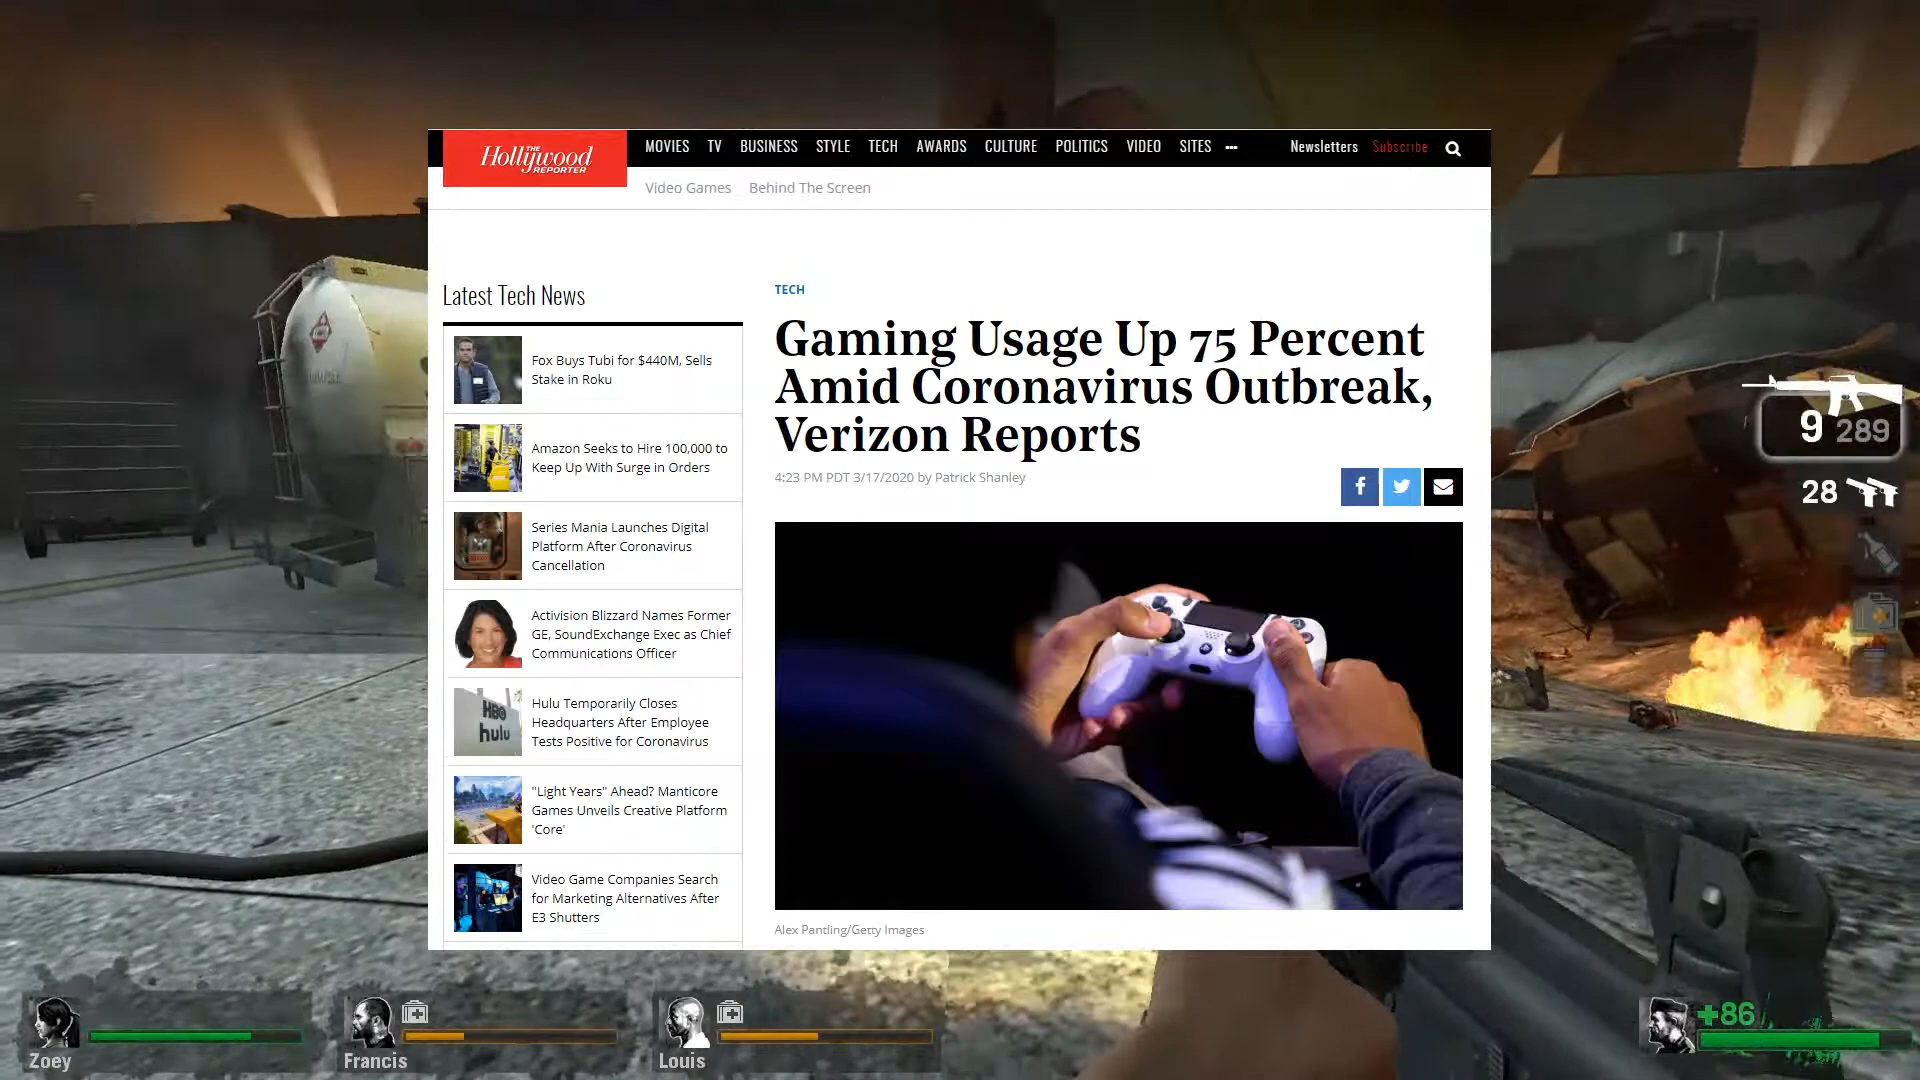 THE
Hollywood
REPORTER
MOVIES TV BUSINESS STYLE TECH AWARDS CULTURE POLITICS VIDEO SITES ••• Newsletters Subscribe
Video Games Behind The Screen
Latest Tech News
Fox Buys Tubi for $440M, Sells
Stake in Roku
Amazon Seeks to Hire 100,000 to
Keep Up With Surge in Orders
Series Mania Launches Digital
Platform After Coronavirus
Cancellation
Activision Blizzard Names Former
GE, SoundExchange Exec as Chief
Communications Officer
HBO
hulu
Hulu Temporarily Closes
Headquarters After Employee
Tests Positive for Coronavirus
"Light Years" Ahead? Manticore
Games Unveils Creative Platform
'Core'
Video Game Companies Search
for Marketing Alternatives After
E3 Shutters
TECH
Gaming Usage Up 75 Percent
Amid Coronavirus Outbreak,
Verizon Reports
4:23 PM PDT 3/17/2020 by Patrick Shanley
Alex Pantling/Getty Images
9 289
28
Zoey
Francis
Louis
+86